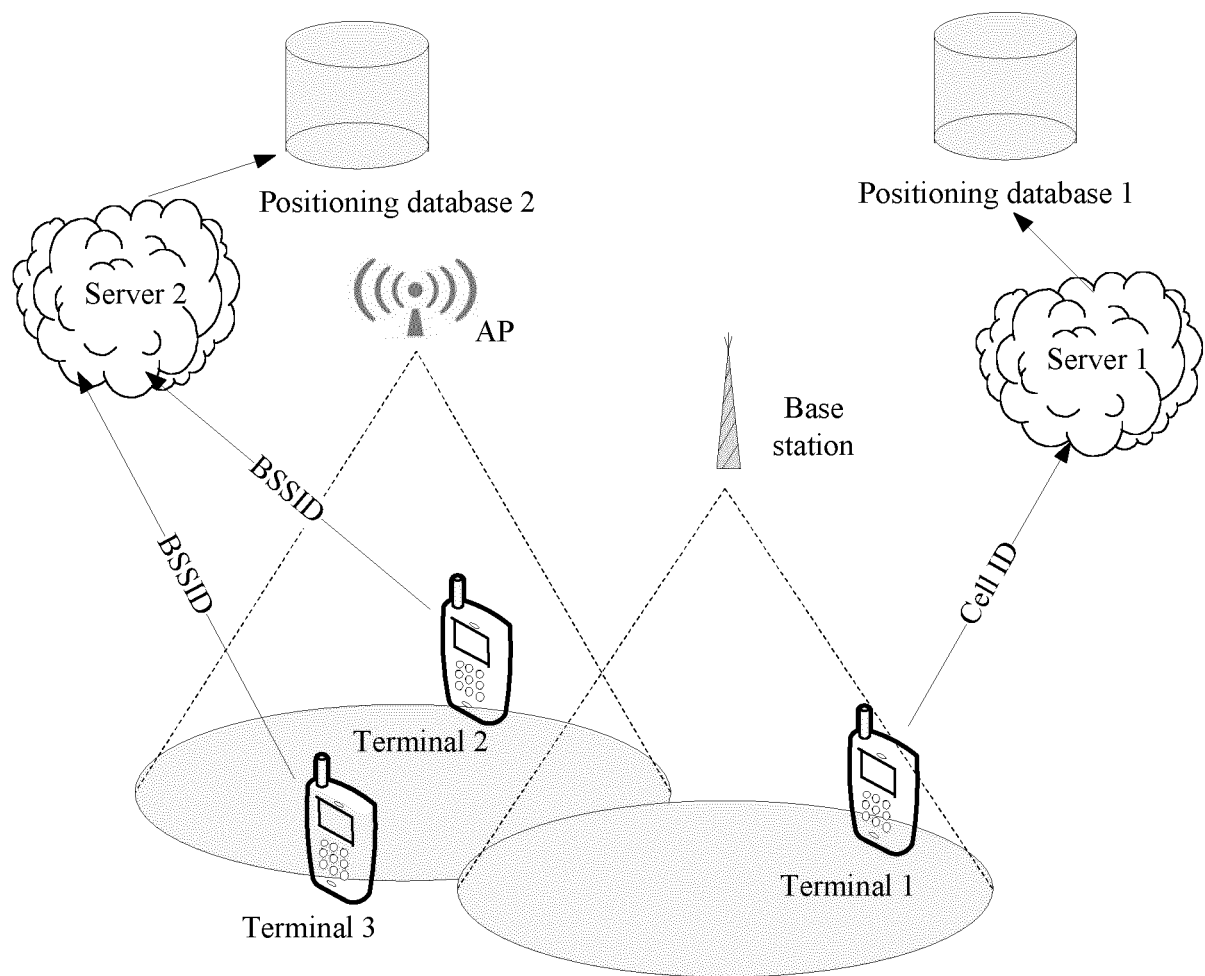 Positioning database 2
Positioning database 1
Server 2
AP
Server 1
Base
station
BSSID
BSSID
Cell ID
Terminal 2
Terminal 1
Terminal 3